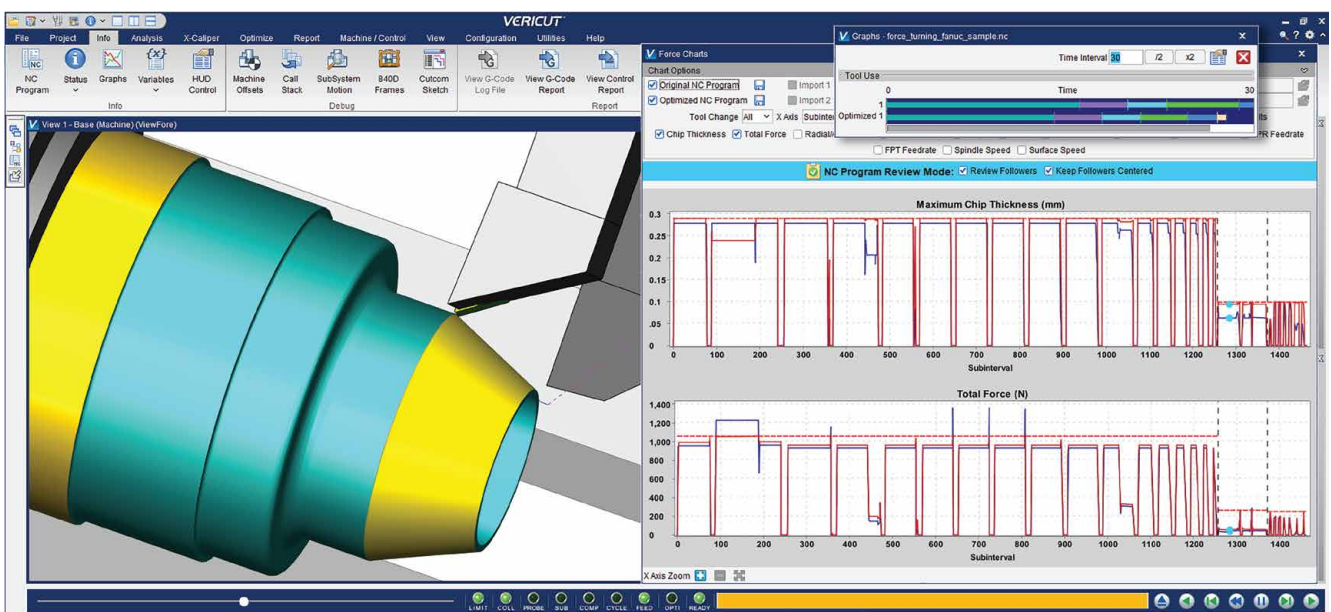 VERICUT
File Project Info Analysis X-Caliper Optimize Report Machine / Control View Configuration Utilities Help
NC Program
Status
Graphs
Variables
HUD Control
Machine Offsets
Call Stack
SubSystem Motion
B40D Frames
Cutcom Sketch
View G-Code Log File
View G-Code Report
View Control Report
Info
Debug
Report
View 1 - Base (Machine) (ViewFore)
Graphs - force_turning_fanuc_sample.nc
Time Interval 30 /2 x2
Tool Use
0 Time 30
1
Optimized 1
Force Charts
Chart Options
Original NC Program Import 1
Optimized NC Program Import 2
Tool Change All X Axis
Chip Thickness Total Force
FPT Feedrate Spindle Speed Surface Speed
NC Program Review Mode: Review Followers Keep Followers Centered
Maximum Chip Thickness (mm)
0.3
0.25
0.2
0.15
0.1
.05
0
0 100 200 300 400 500 600 700 800 900 1000 1100 1200 1300 1400
Subinterval
Total Force (N)
1,400
1,200
1,000
800
600
400
200
0
0 100 200 300 400 500 600 700 800 900 1000 1100 1200 1300 1400
Subinterval
X Axis Zoom
LIMIT COLL PROBE SUB COMP CYCLE FEED OPTI READY